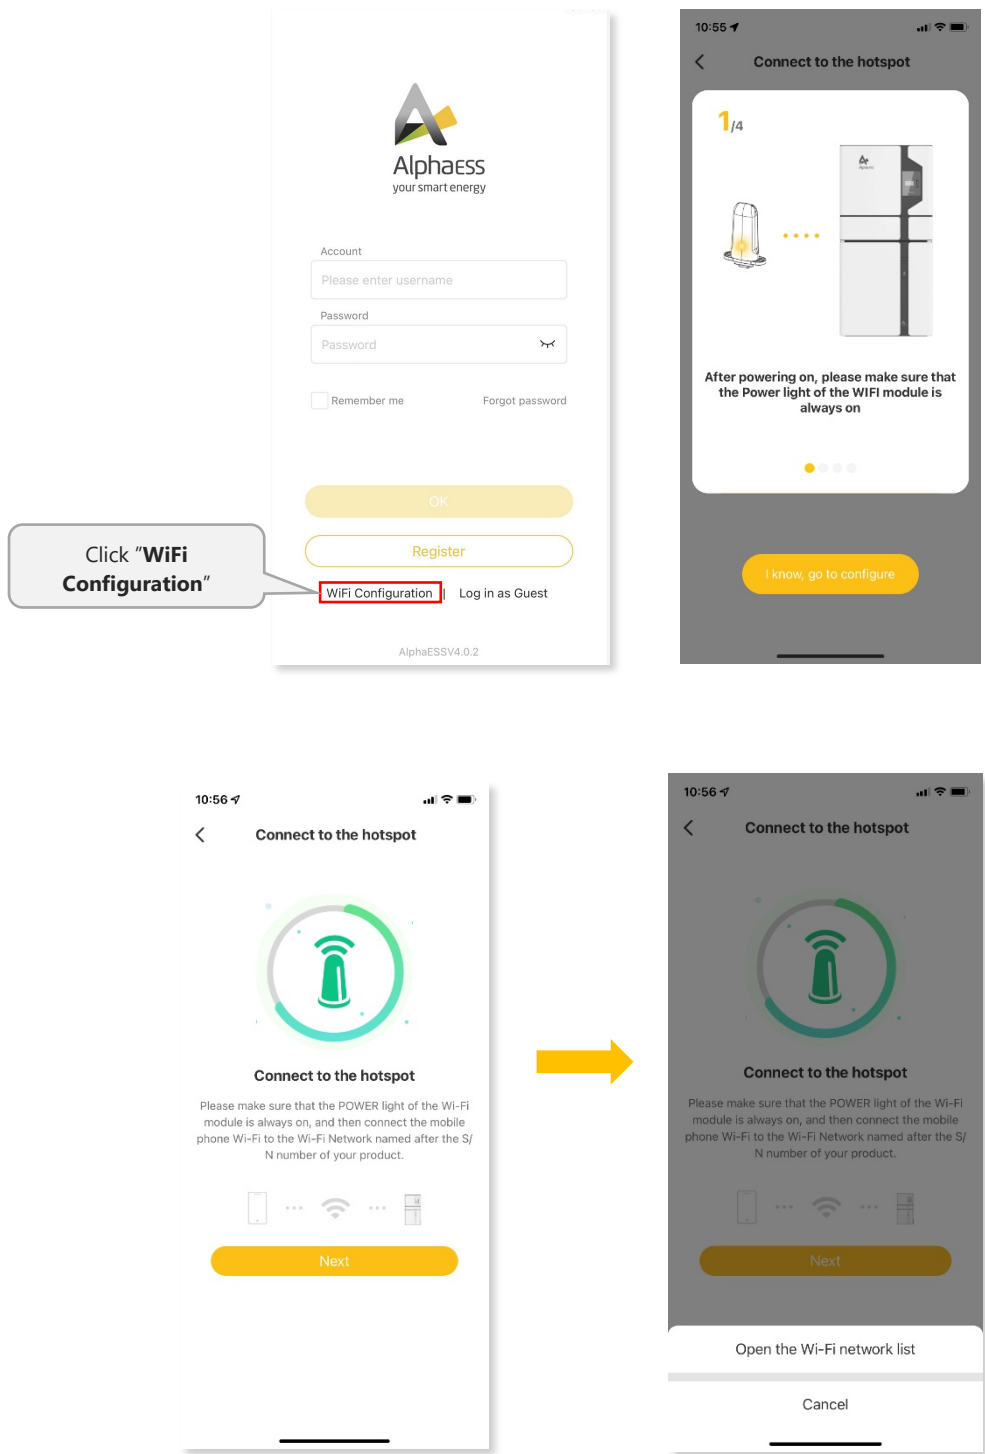 Alphaess
your smart energy
Account
Please enter username
Password
Password
Remember me
Forgot password
OK
Register
WiFi Configuration | Log in as Guest
AlphaESSV4.0.2
Click "WiFi
Configuration"
10:55
Connect to the hotspot
1/4
After powering on, please make sure that
the Power light of the WIFI module is
always on
I know, go to configure
10:56
Connect to the hotspot
Connect to the hotspot
Please make sure that the POWER light of the Wi-Fi
module is always on, and then connect the mobile
phone Wi-Fi to the Wi-Fi Network named after the S/
N number of your product.
Next
10:56
Connect to the hotspot
Connect to the hotspot
Please make sure that the POWER light of the Wi-Fi
module is always on, and then connect the mobile
phone Wi-Fi to the Wi-Fi Network named after the S/
N number of your product.
Next
Open the Wi-Fi network list
Cancel